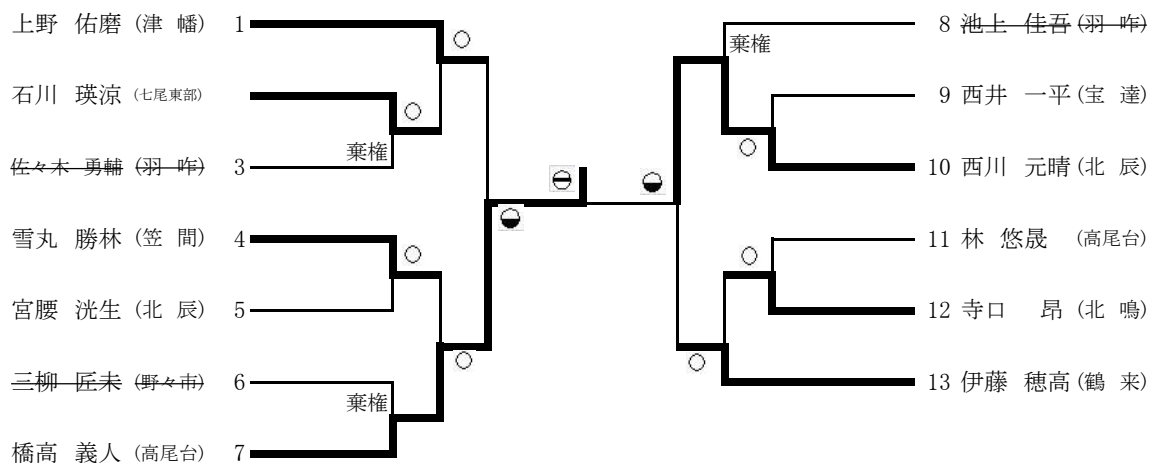 上野 佑磨 (津 幡) 1
石川 瑛涼 (七尾東部)
佐々木 勇輔 (羽 咋) 3
棄権
雪丸 勝林 (笠 間) 4
宮腰 洸生 (北 辰) 5
三柳 匠未 (野々市) 6
棄権
橋高 義人 (高尾台) 7
8 池上 佳吾 (羽 咋)
棄権
9 西井 一平 (宝 達)
10 西川 元晴 (北 辰)
11 林 悠晟 (高尾台)
12 寺口 昂 (北 鳴)
13 伊藤 穂高 (鶴 来)